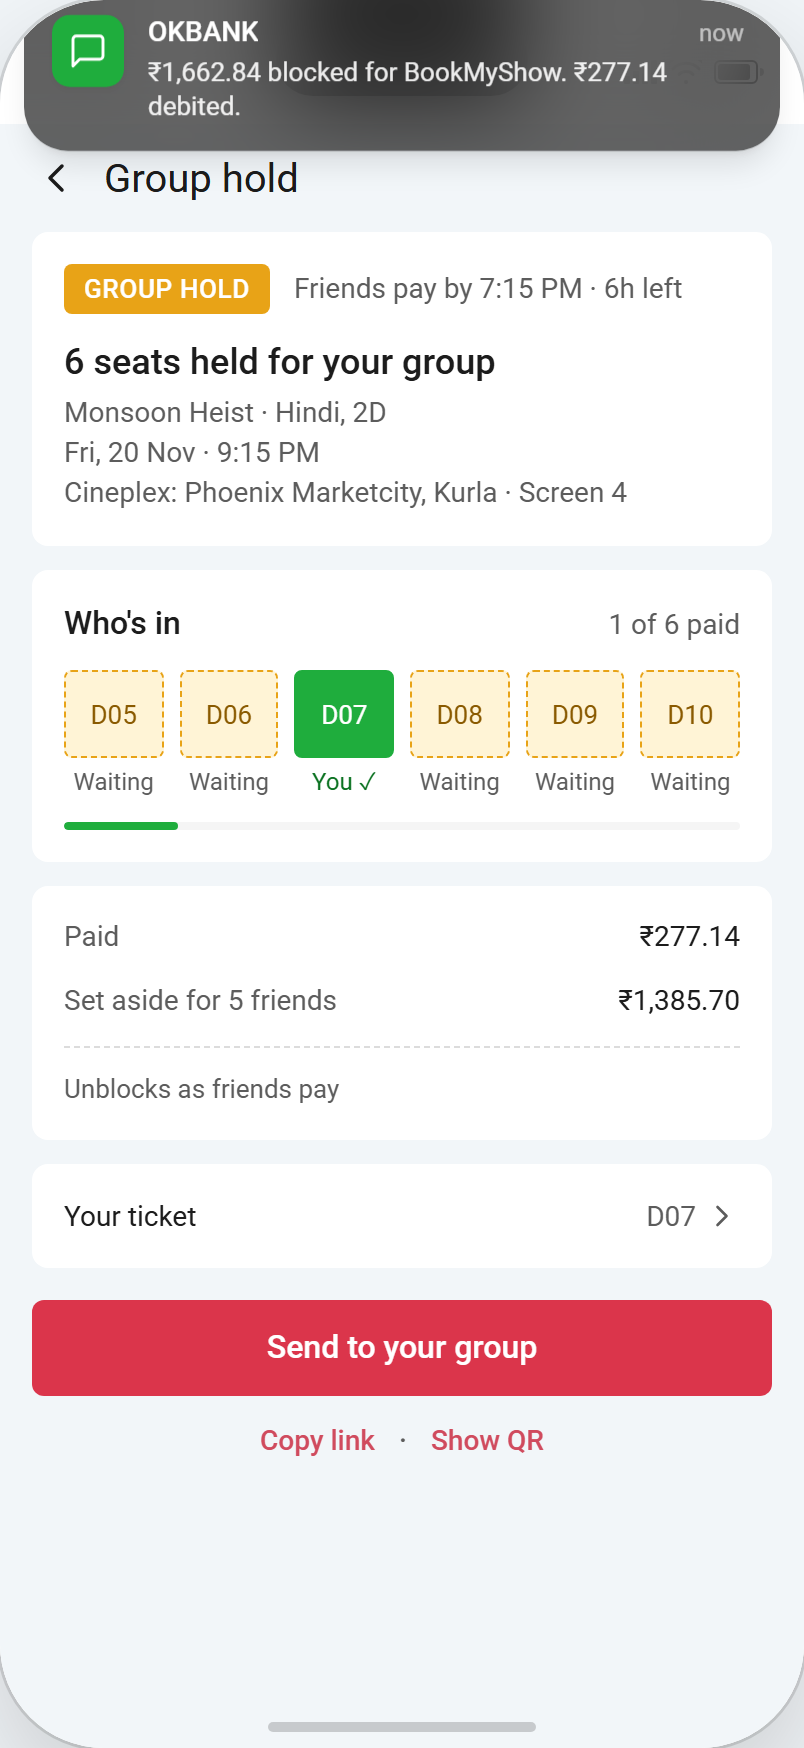 OKBANK
now
₹1,662.84 blocked for BookMyShow. ₹277.14
debited.
Group hold
GROUP HOLD
Friends pay by 7:15 PM · 6h left
6 seats held for your group
Monsoon Heist · Hindi, 2D
Fri, 20 Nov · 9:15 PM
Cineplex: Phoenix Marketcity, Kurla · Screen 4
Who's in
1 of 6 paid
D05 D06 D07 D08 D09 D10
Waiting Waiting You ✓ Waiting Waiting Waiting
Paid ₹277.14
Set aside for 5 friends ₹1,385.70
Unblocks as friends pay
Your ticket D07
Send to your group
Copy link · Show QR